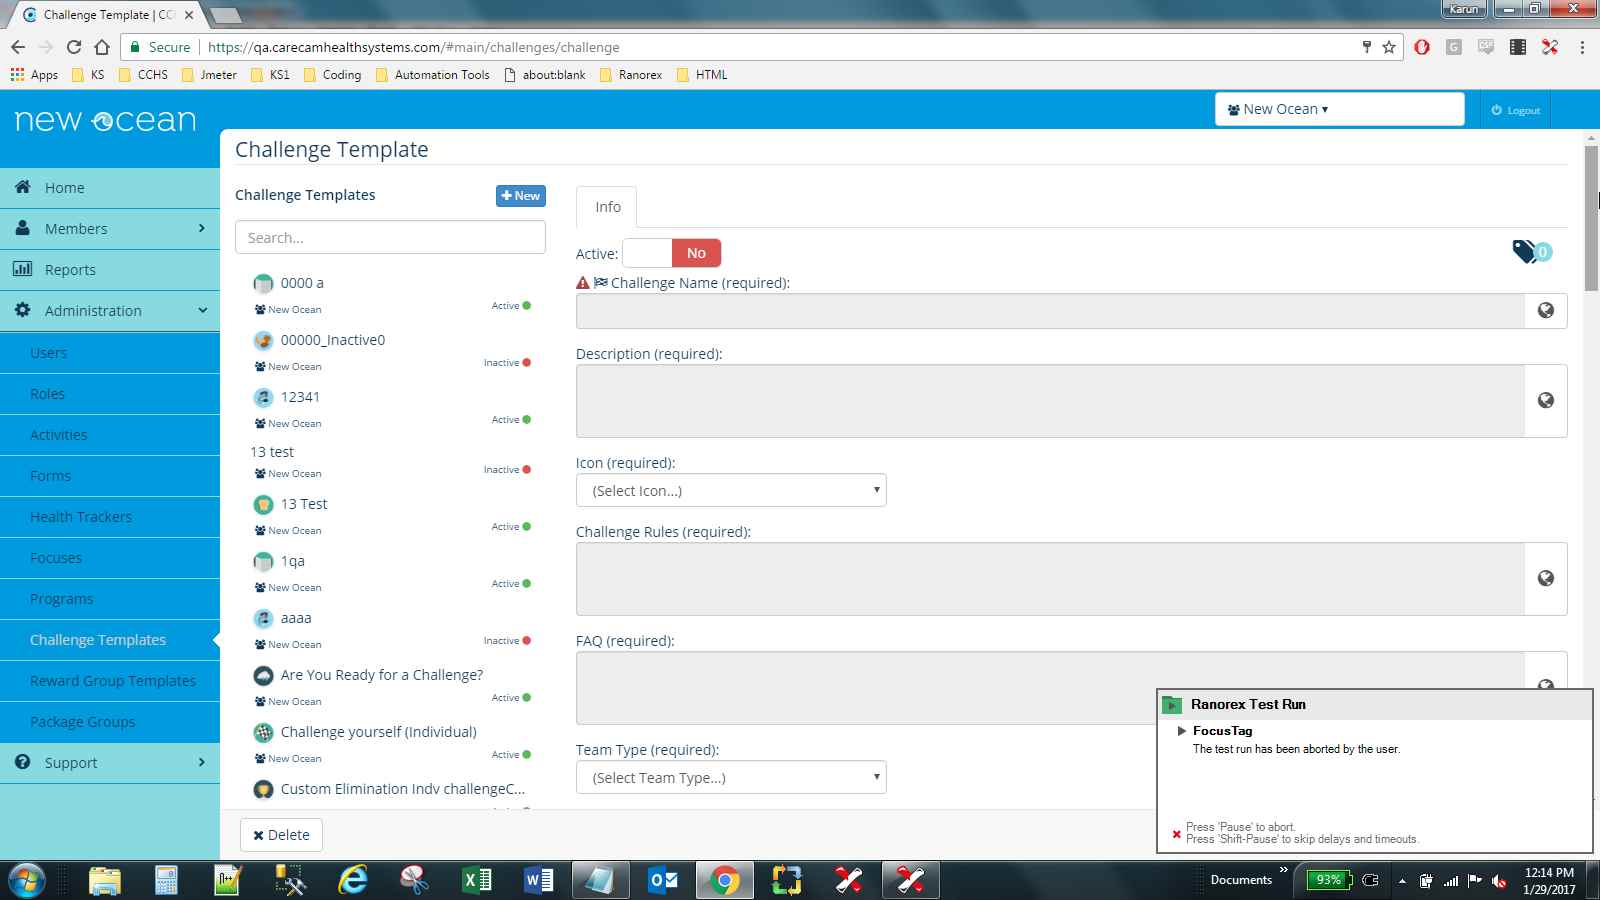 Challenge Template | CC
Karun
Secure
https://qa.carecamhealthsystems.com/#main/challenges/challenge
Apps
KS
CCHS
Jmeter
KS1
Coding
Automation Tools
about:blank
Ranorex
HTML
new ocean
New Ocean ▾
Logout
Home
Members
Reports
Administration
Users
Roles
Activities
Forms
Health Trackers
Focuses
Programs
Challenge Templates
Reward Group Templates
Package Groups
Support
Challenge Template
Challenge Templates
+ New
Search...
0000 a
New Ocean
Active
00000_Inactive0
New Ocean
Inactive
12341
New Ocean
Active
13 test
New Ocean
Inactive
13 Test
New Ocean
Active
1qa
New Ocean
Active
aaaa
New Ocean
Inactive
Are You Ready for a Challenge?
New Ocean
Active
Challenge yourself (Individual)
New Ocean
Active
Custom Elimination Indv challengeC...
Delete
Info
Active:
No
0
Challenge Name (required):
Description (required):
Icon (required):
(Select Icon...)
Challenge Rules (required):
FAQ (required):
Team Type (required):
(Select Team Type...)
Ranorex Test Run
FocusTag
The test run has been aborted by the user.
Press 'Pause' to abort.
Press 'Shift-Pause' to skip delays and timeouts.
Documents
93%
12:14 PM
1/29/2017